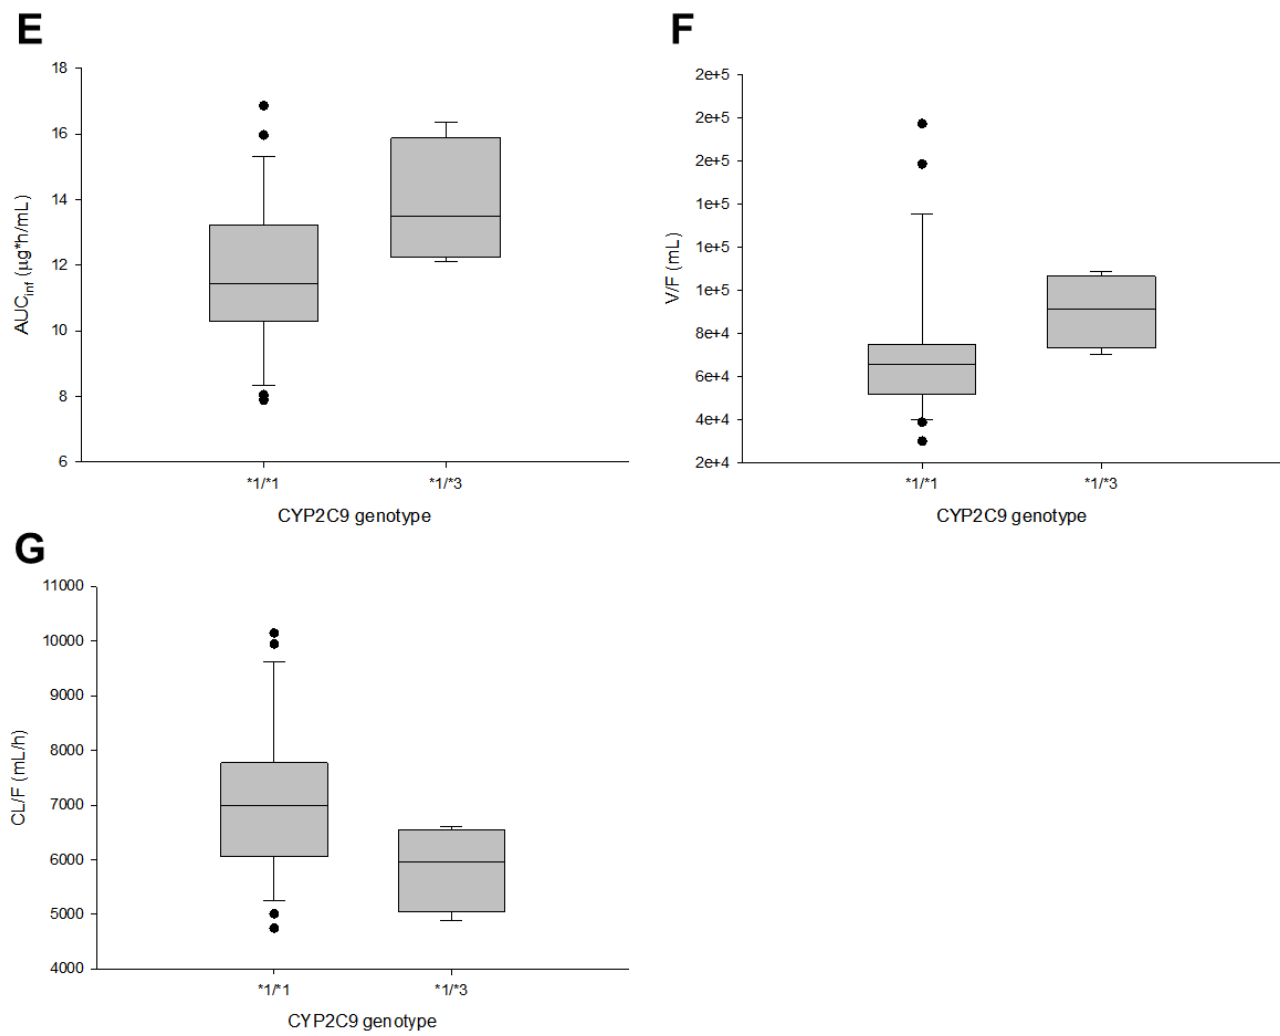 E
18
16
14
12
10
8
6
AUCinf (µg*h/mL)
*1/*1 *1/*3
CYP2C9 genotype
F
2e+5
2e+5
2e+5
1e+5
1e+5
1e+5
8e+4
6e+4
4e+4
2e+4
V/F (mL)
*1/*1 *1/*3
CYP2C9 genotype
G
11000
10000
9000
8000
7000
6000
5000
4000
CL/F (mL/h)
*1/*1 *1/*3
CYP2C9 genotype